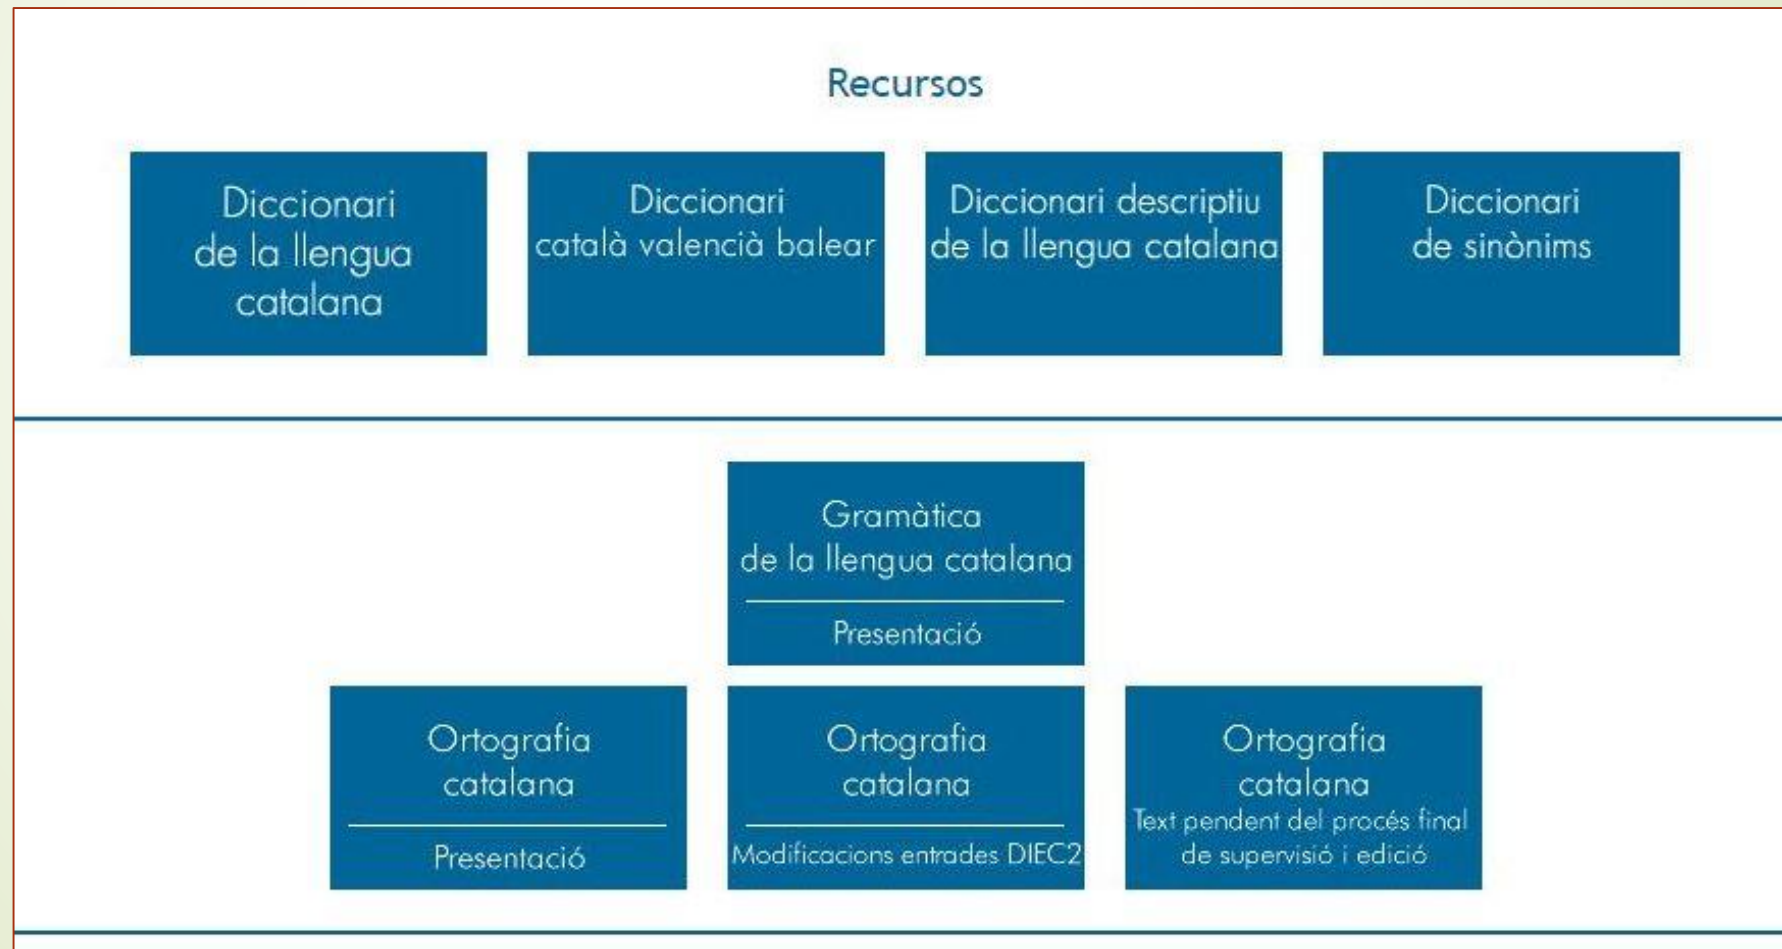 Recursos
Diccionari
de la llengua
catalana
Diccionari
català valencià balear
Diccionari descriptiu
de la llengua catalana
Diccionari
de sinònims
Gramàtica
de la llengua catalana
Presentació
Ortografia
catalana
Presentació
Ortografia
catalana
Modificacions entrades DIEC2
Ortografia
catalana
Text pendent del procés final
de supervisió i edició